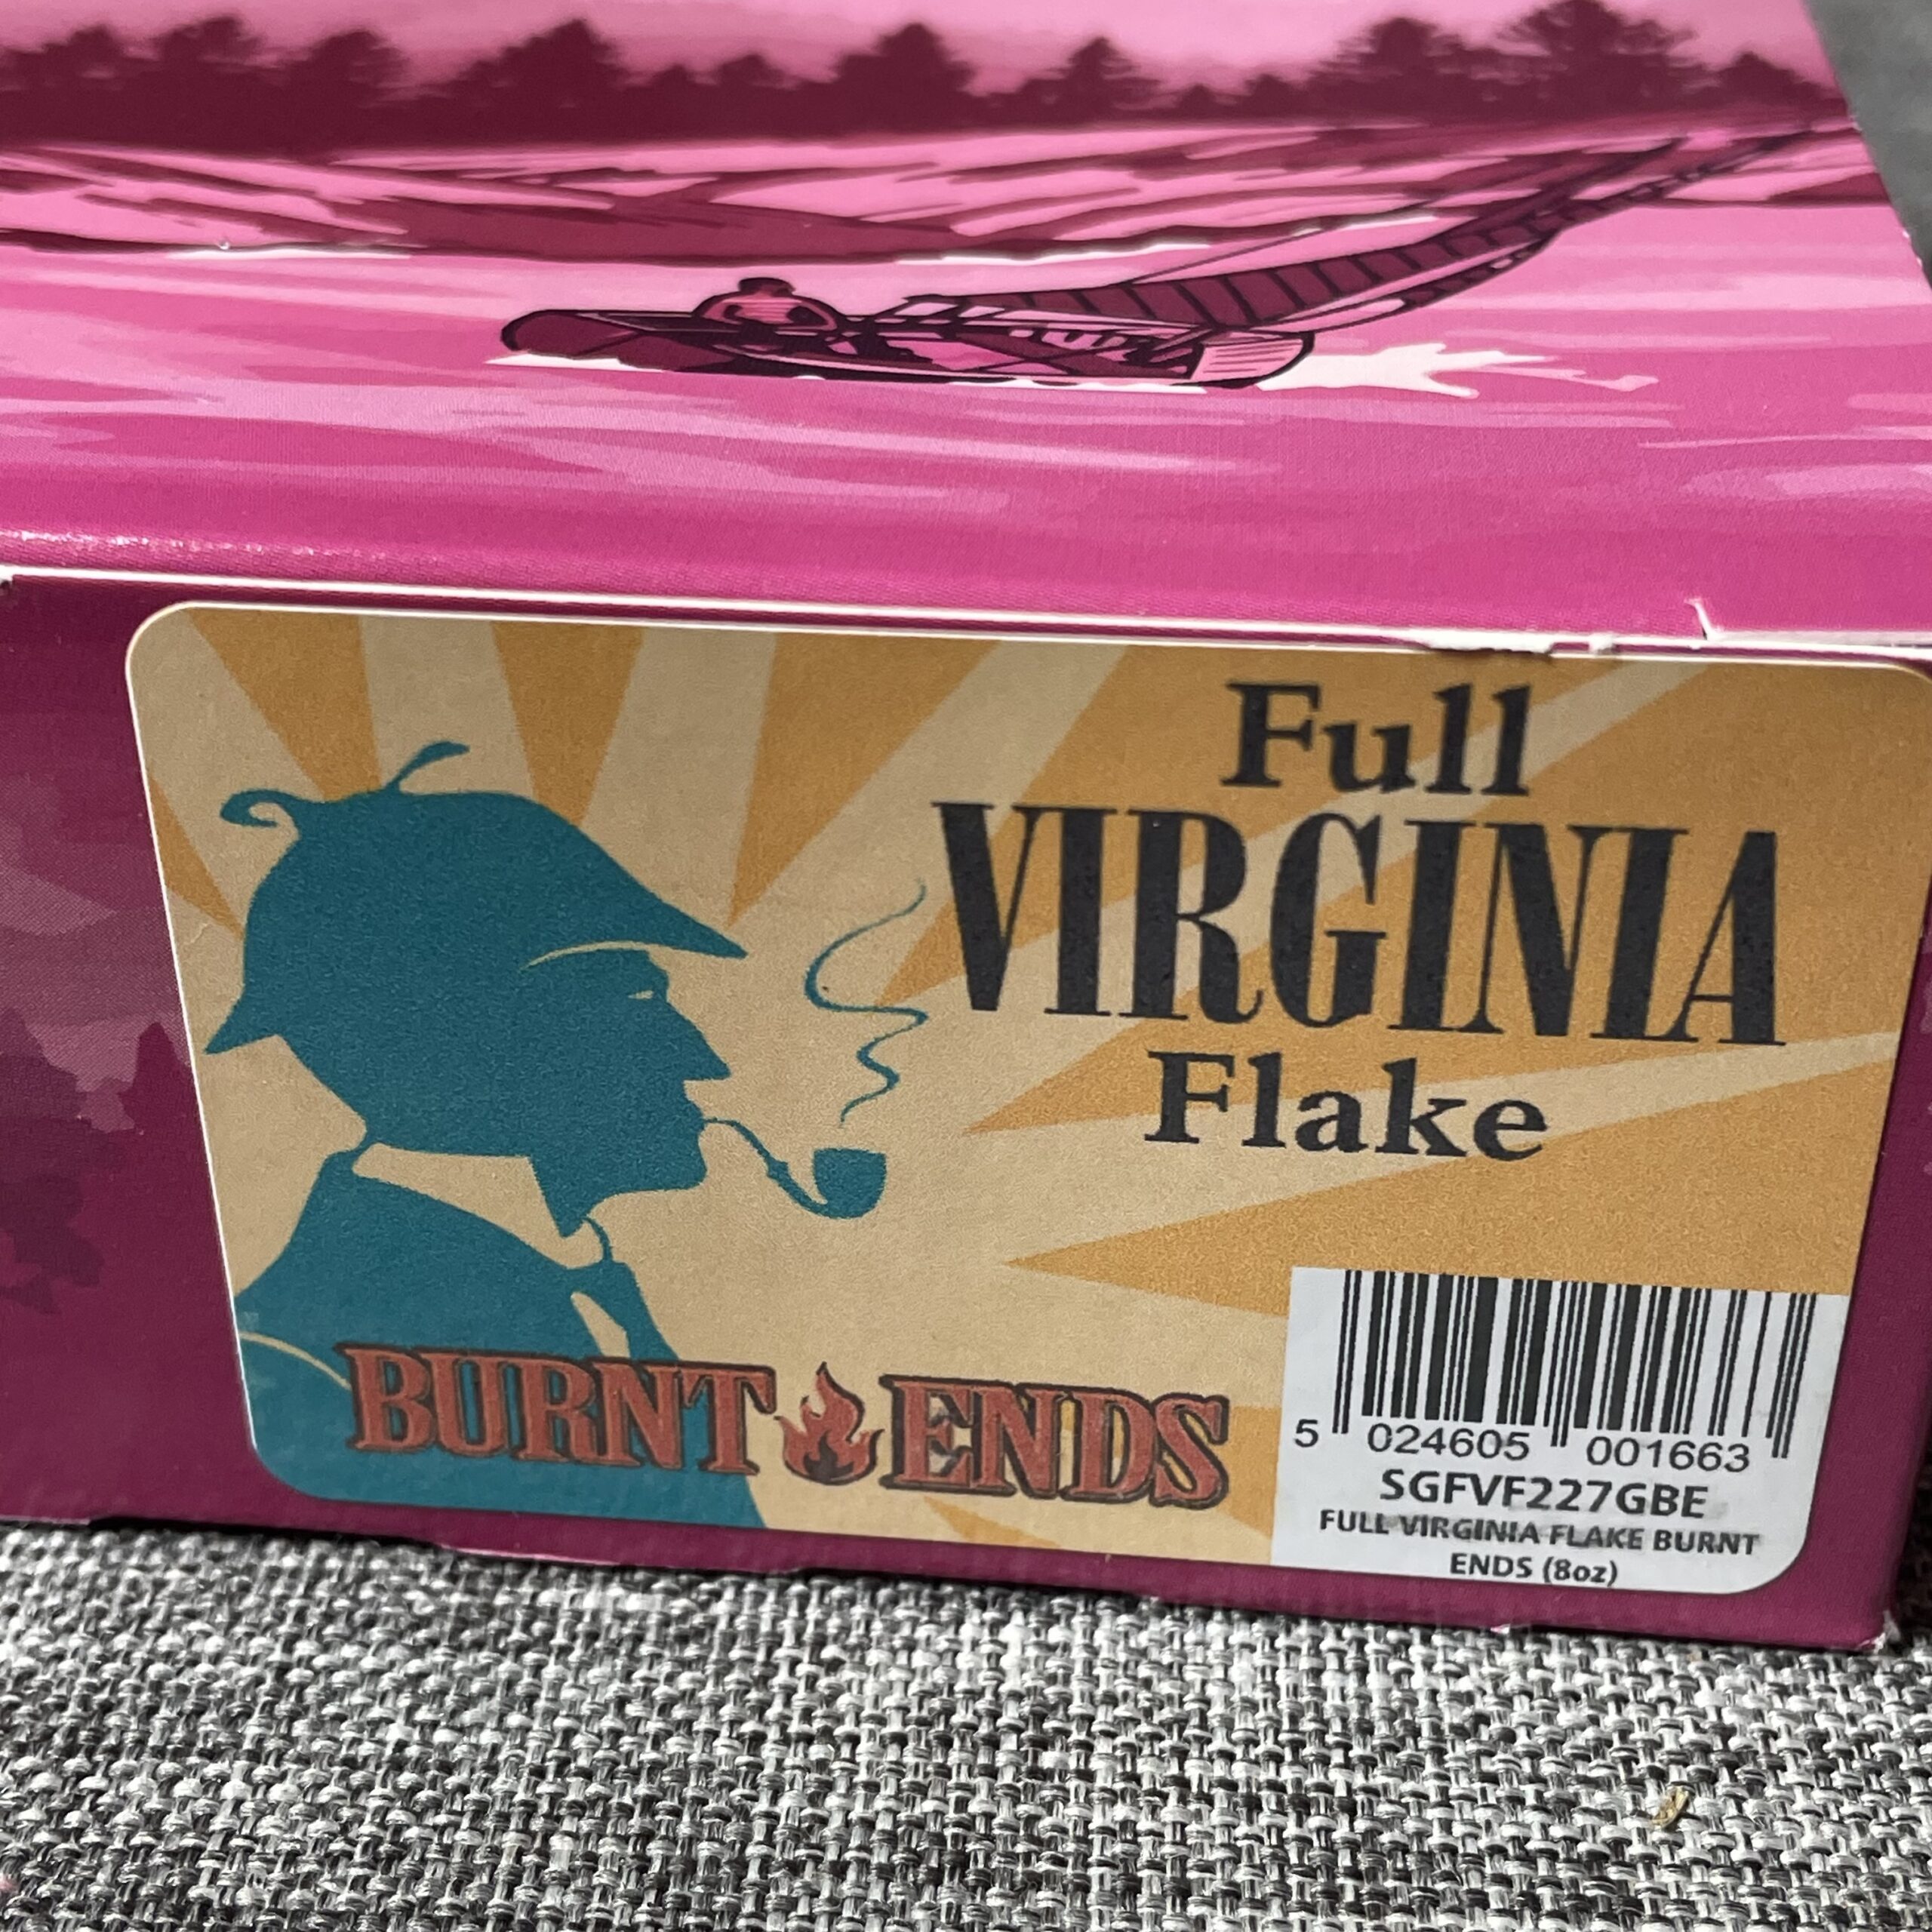 Full
VIRGINIA
Flake
BURNT ENDS
5 024605 001663
SGFVF227GBE
FULL VIRGINIA FLAKE BURNT
ENDS (8oz)